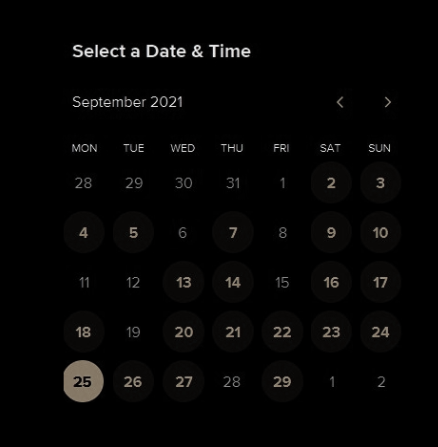 Select a Date & Time
September 2021
MON TUE WED THU FRI SAT SUN
28 29 30 31 1 2 3
4 5 6 7 8 9 10
11 12 13 14 15 16 17
18 19 20 21 22 23 24
25 26 27 28 29 1 2